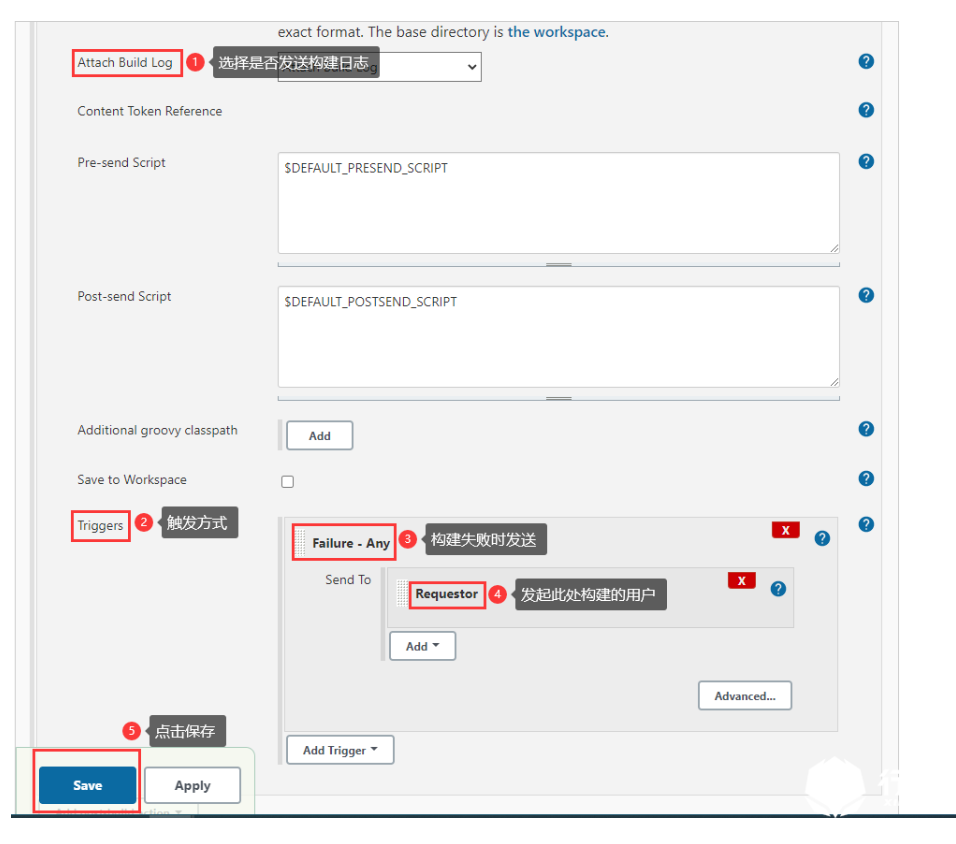 exact format. The base directory is the workspace.
Attach Build Log 1 选择是否发送构建日志
Content Token Reference
Pre-send Script
$DEFAULT_PRESEND_SCRIPT
Post-send Script
$DEFAULT_POSTSEND_SCRIPT
Additional groovy classpath
Add
Save to Workspace
Triggers 2 触发方式
X
Failure - Any 3 构建失败时发送
Send To
X
Requestor 4 发起此处构建的用户
Add
Advanced...
5 点击保存
Add Trigger
Save Apply